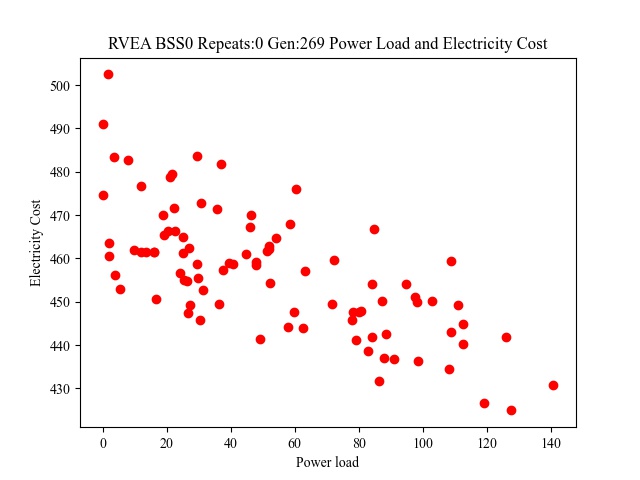 RVEA BSS0 Repeats:0 Gen:269 Power Load and Electricity Cost
500
490
480
470
460
450
440
430
Electricity Cost
0 20 40 60 80 100 120 140
Power load